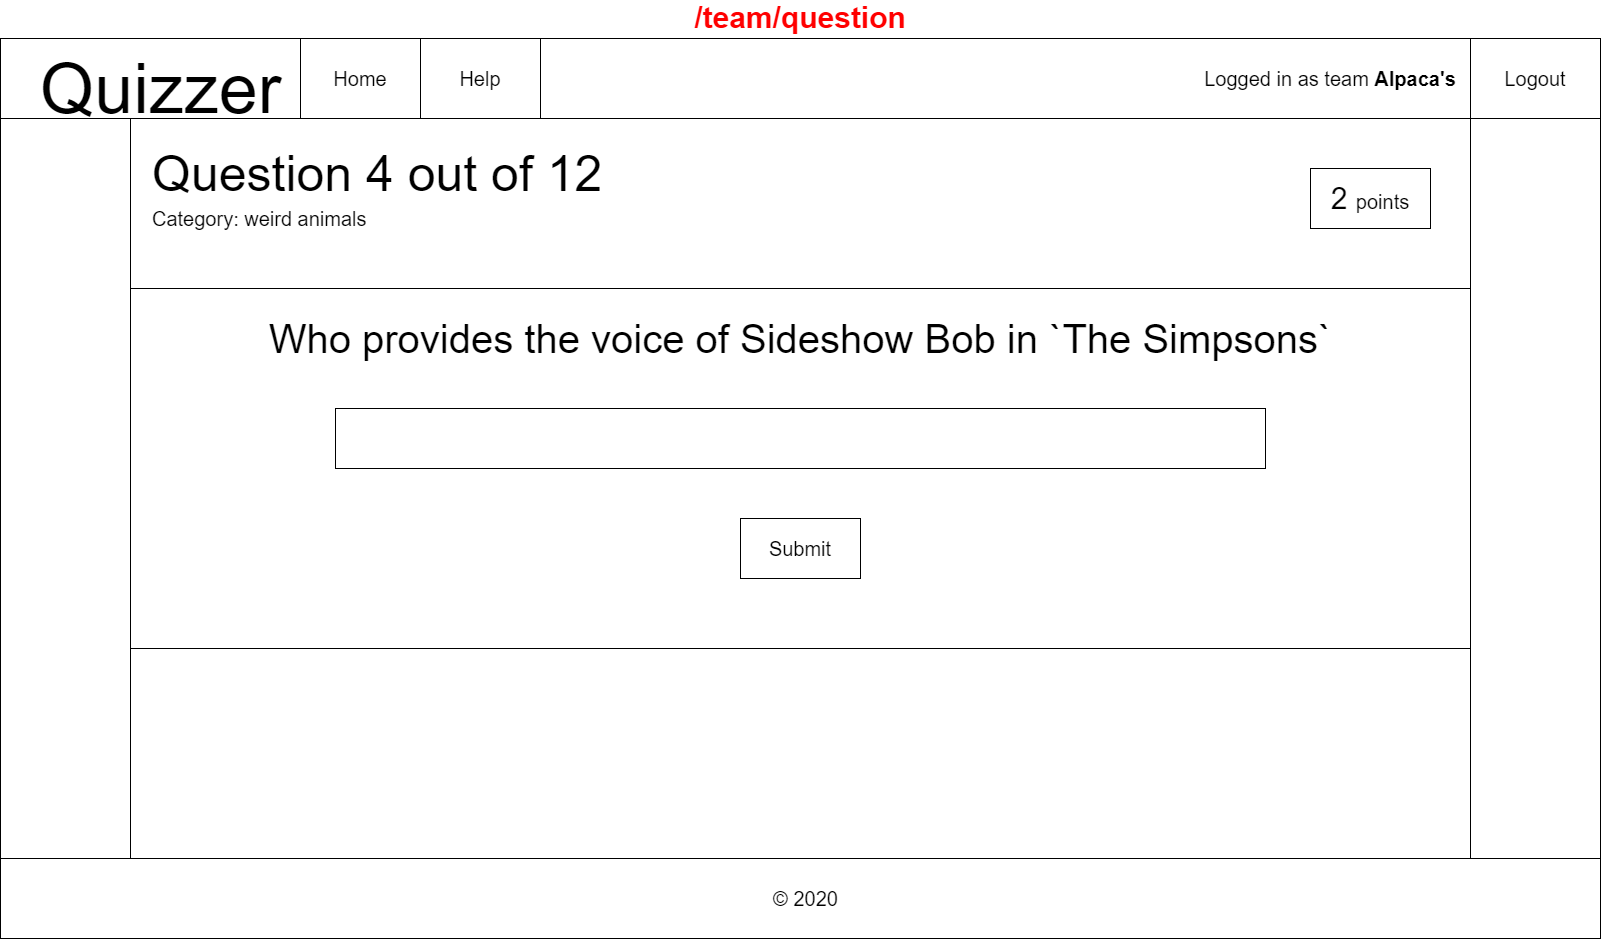 /team/question
Quizzer
Home
Help
Logged in as team Alpaca's
Logout
Question 4 out of 12
2 points
Category: weird animals
Who provides the voice of Sideshow Bob in `The Simpsons`
Submit
© 2020